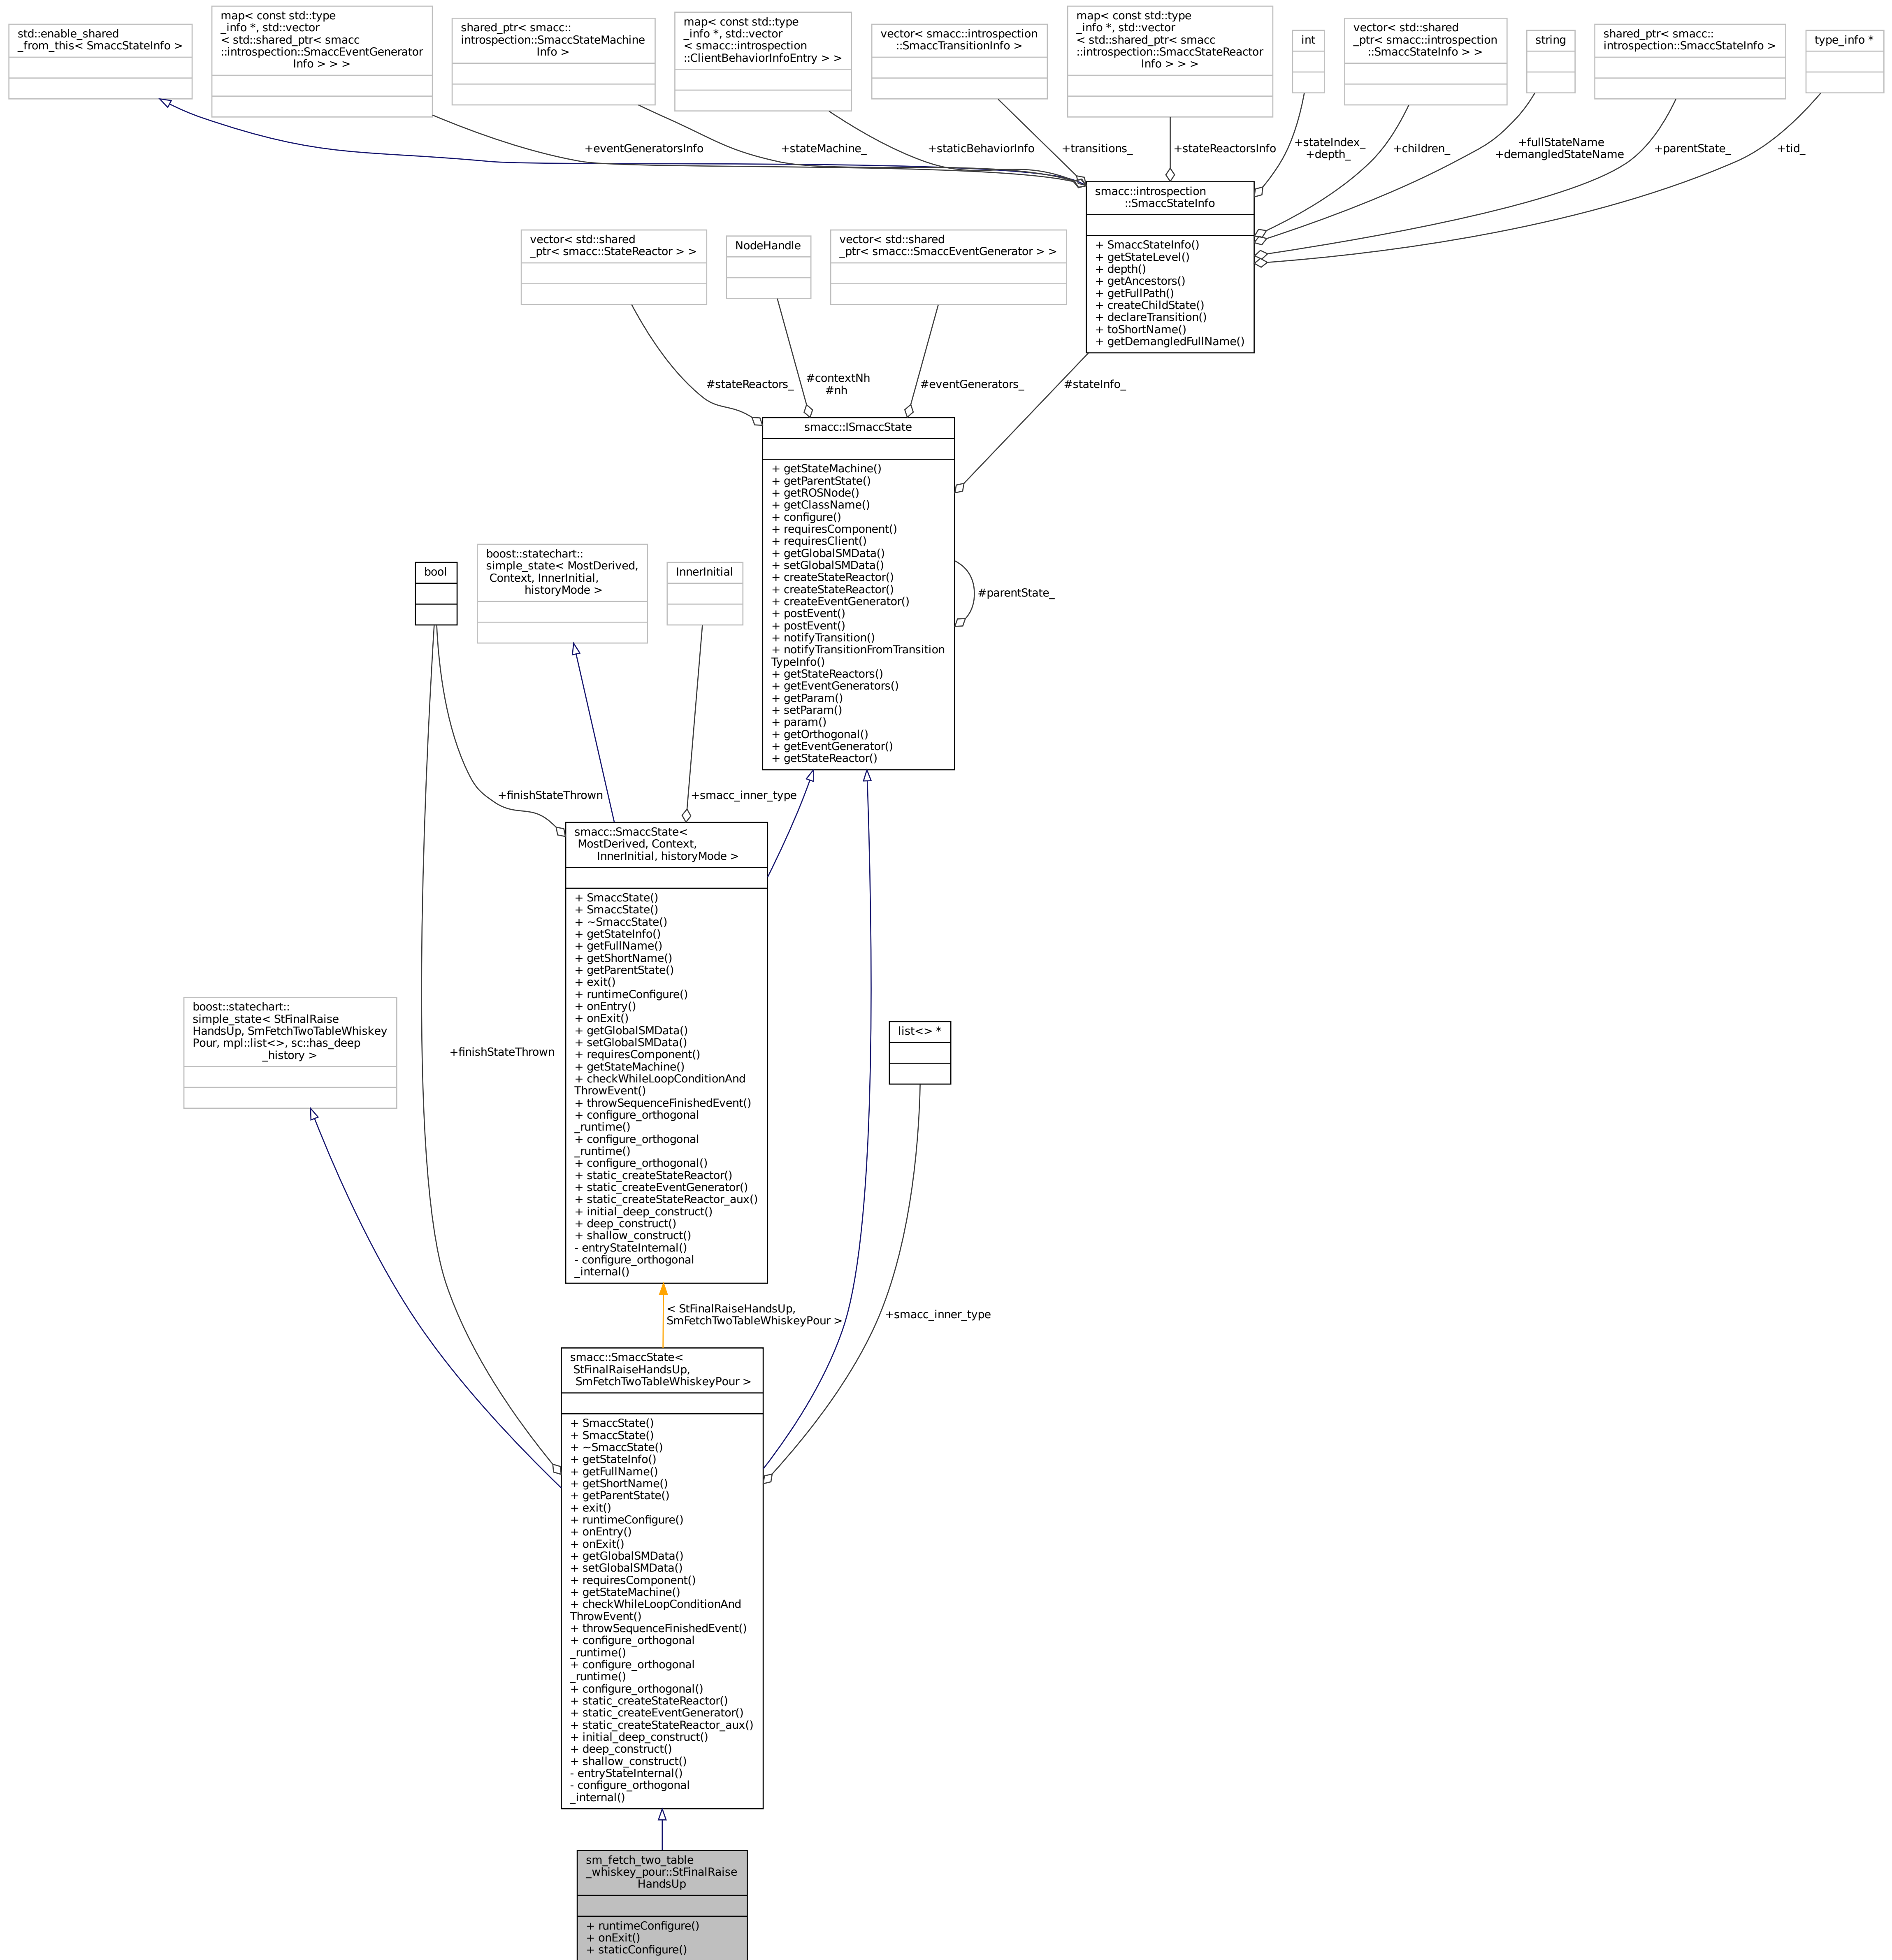 std::enable_shared
_from_this< SmaccStateInfo >
map< const std::type
_info *, std::vector
< std::shared_ptr< smacc
::introspection::SmaccEventGenerator
Info > > >
shared_ptr< smacc::
introspection::SmaccStateMachine
Info >
map< const std::type
_info *, std::vector
< smacc::introspection
::ClientBehaviorInfoEntry > >
vector< smacc::introspection
::SmaccTransitionInfo >
map< const std::type
_info *, std::vector
< std::shared_ptr< smacc
::introspection::SmaccStateReactor
Info > > >
int
vector< std::shared
_ptr< smacc::introspection
::SmaccStateInfo > >
string
shared_ptr< smacc::
introspection::SmaccStateInfo >
type_info *
+eventGeneratorsInfo
+stateMachine_
+staticBehaviorInfo
+transitions_
+stateReactorsInfo
+stateIndex_
+depth_
+children_
+fullStateName
+demangledStateName
+parentState_
+tid_
smacc::introspection
::SmaccStateInfo
+ SmaccStateInfo()
+ getStateLevel()
+ depth()
+ getAncestors()
+ getFullPath()
+ createChildState()
+ declareTransition()
+ toShortName()
+ getDemangledFullName()
vector< std::shared
_ptr< smacc::StateReactor > >
NodeHandle
vector< std::shared
_ptr< smacc::SmaccEventGenerator > >
#stateReactors_
#contextNh
#nh
#eventGenerators_
#stateInfo_
smacc::ISmaccState
+ getStateMachine()
+ getParentState()
+ getROSNode()
+ getClassName()
+ configure()
+ requiresComponent()
+ requiresClient()
+ getGlobalSMData()
+ setGlobalSMData()
+ createStateReactor()
+ createStateReactor()
+ createEventGenerator()
+ postEvent()
+ postEvent()
+ notifyTransition()
+ notifyTransitionFromTransition
TypeInfo()
+ getStateReactors()
+ getEventGenerators()
+ getParam()
+ setParam()
+ param()
+ getOrthogonal()
+ getEventGenerator()
+ getStateReactor()
#parentState_
bool
boost::statechart::
simple_state< MostDerived,
Context, InnerInitial,
historyMode >
InnerInitial
+finishStateThrown
+smacc_inner_type
smacc::SmaccState<
MostDerived, Context,
InnerInitial, historyMode >
+ SmaccState()
+ SmaccState()
+ ~SmaccState()
+ getStateInfo()
+ getFullName()
+ getShortName()
+ getParentState()
+ exit()
+ runtimeConfigure()
+ onEntry()
+ onExit()
+ getGlobalSMData()
+ setGlobalSMData()
+ requiresComponent()
+ getStateMachine()
+ checkWhileLoopConditionAnd
ThrowEvent()
+ throwSequenceFinishedEvent()
+ configure_orthogonal
_runtime()
+ configure_orthogonal
_runtime()
+ configure_orthogonal()
+ static_createStateReactor()
+ static_createEventGenerator()
+ static_createStateReactor_aux()
+ initial_deep_construct()
+ deep_construct()
+ shallow_construct()
- entryStateInternal()
- configure_orthogonal
_internal()
boost::statechart::
simple_state< StFinalRaise
HandsUp, SmFetchTwoTableWhiskey
Pour, mpl::list<>, sc::has_deep
_history >
+finishStateThrown
list<> *
< StFinalRaiseHandsUp,
SmFetchTwoTableWhiskeyPour >
+smacc_inner_type
smacc::SmaccState<
StFinalRaiseHandsUp,
SmFetchTwoTableWhiskeyPour >
+ SmaccState()
+ SmaccState()
+ ~SmaccState()
+ getStateInfo()
+ getFullName()
+ getShortName()
+ getParentState()
+ exit()
+ runtimeConfigure()
+ onEntry()
+ onExit()
+ getGlobalSMData()
+ setGlobalSMData()
+ requiresComponent()
+ getStateMachine()
+ checkWhileLoopConditionAnd
ThrowEvent()
+ throwSequenceFinishedEvent()
+ configure_orthogonal
_runtime()
+ configure_orthogonal
_runtime()
+ configure_orthogonal()
+ static_createStateReactor()
+ static_createEventGenerator()
+ static_createStateReactor_aux()
+ initial_deep_construct()
+ deep_construct()
+ shallow_construct()
- entryStateInternal()
- configure_orthogonal
_internal()
sm_fetch_two_table
_whiskey_pour::StFinalRaise
HandsUp
+ runtimeConfigure()
+ onExit()
+ staticConfigure()